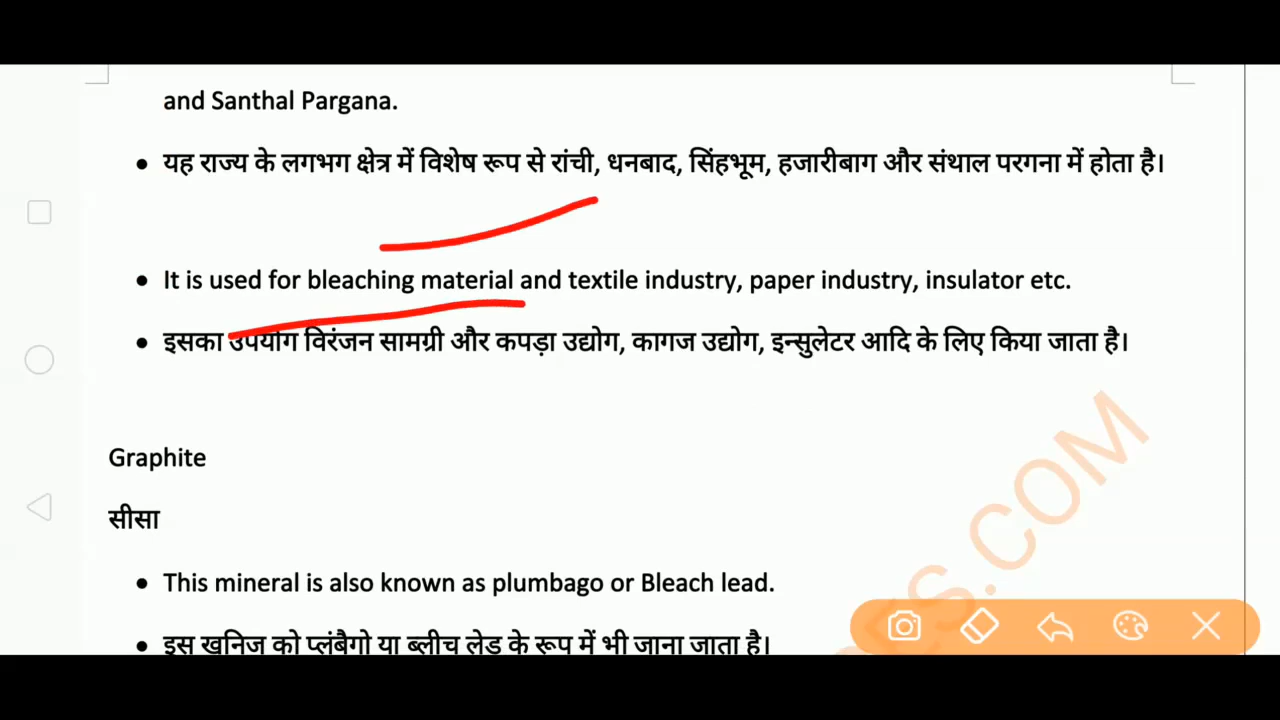 and Santhal Pargana.
• यह राज्य के लगभग क्षेत्र में विशेष रूप से रांची, धनबाद, सिंहभूम, हजारीबाग और संथाल परगना में होता है।
• It is used for bleaching material and textile industry, paper industry, insulator etc.
• इसका उपयोग विरंजन सामग्री और कपड़ा उद्योग, कागज उद्योग, इन्सुलेटर आदि के लिए किया जाता है।
Graphite
सीसा
• This mineral is also known as plumbago or Bleach lead.
• इस खनिज को प्लंबैगो या ब्लीच लेड के रूप में भी जाना जाता है।
S.COM